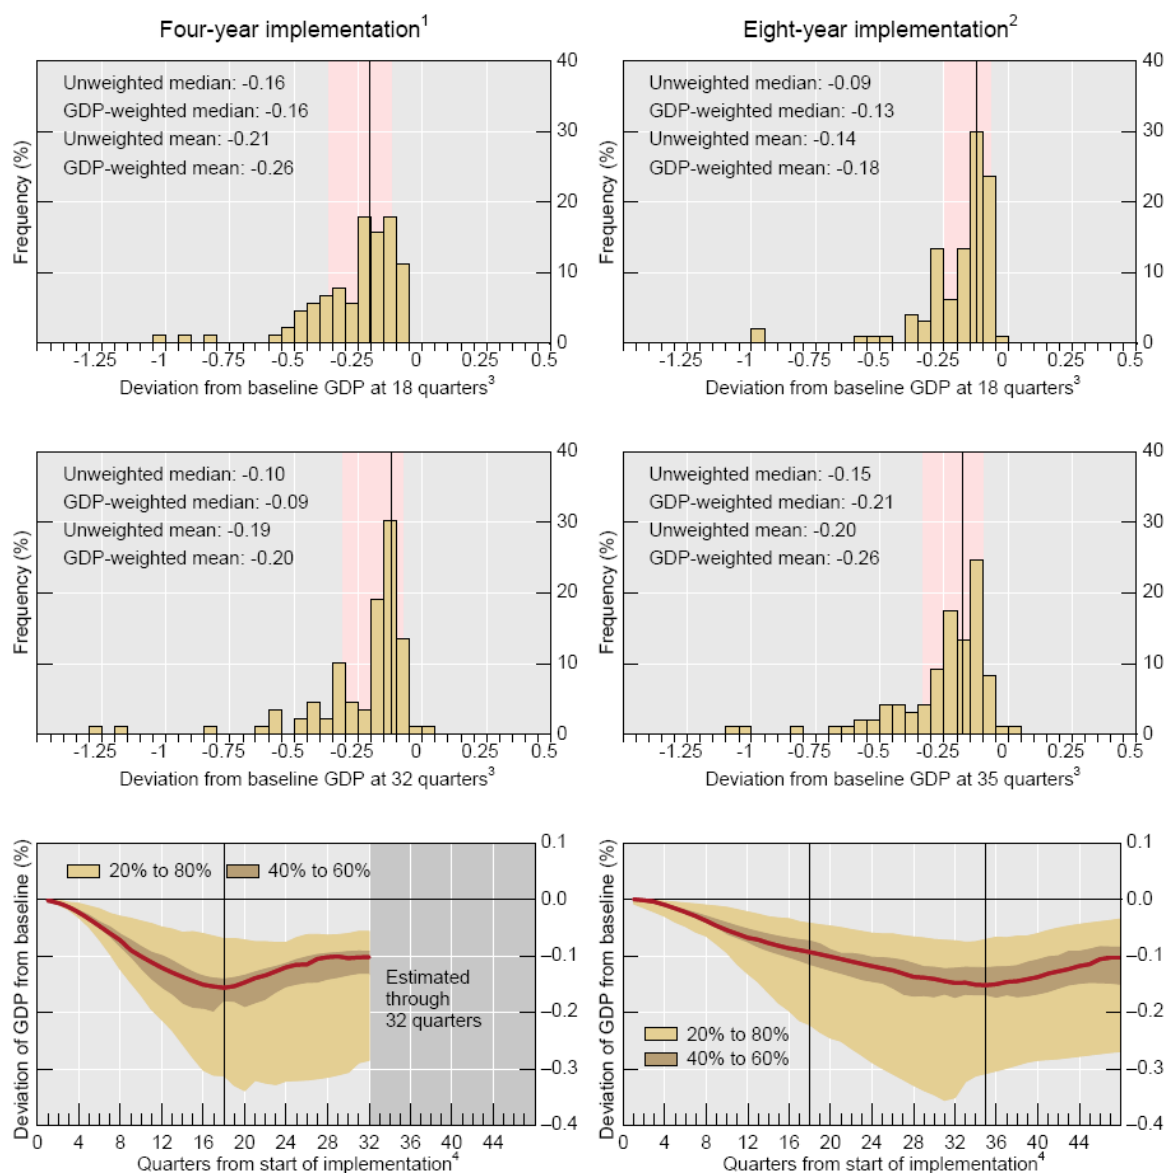 Four-year implementation1
Eight-year implementation2
Unweighted median: -0.16
GDP-weighted median: -0.16
Unweighted mean: -0.21
GDP-weighted mean: -0.26
Frequency (%)
40
30
20
10
0
-1.25 -1 -0.75 -0.5 -0.25 0 0.25 0.5
Deviation from baseline GDP at 18 quarters3
Unweighted median: -0.09
GDP-weighted median: -0.13
Unweighted mean: -0.14
GDP-weighted mean: -0.18
Frequency (%)
40
30
20
10
0
-1.25 -1 -0.75 -0.5 -0.25 0 0.25 0.5
Deviation from baseline GDP at 18 quarters3
Unweighted median: -0.10
GDP-weighted median: -0.09
Unweighted mean: -0.19
GDP-weighted mean: -0.20
Frequency (%)
40
30
20
10
0
-1.25 -1 -0.75 -0.5 -0.25 0 0.25 0.5
Deviation from baseline GDP at 32 quarters3
Unweighted median: -0.15
GDP-weighted median: -0.21
Unweighted mean: -0.20
GDP-weighted mean: -0.26
Frequency (%)
40
30
20
10
0
-1.25 -1 -0.75 -0.5 -0.25 0 0.25 0.5
Deviation from baseline GDP at 35 quarters3
Deviation of GDP from baseline (%)
20% to 80% 40% to 60%
Estimated
through
32 quarters
0.1
0.0
-0.1
-0.2
-0.3
-0.4
0 4 8 12 16 20 24 28 32 36 40 44
Quarters from start of implementation4
Deviation of GDP from baseline (%)
20% to 80%
40% to 60%
0.1
0.0
-0.1
-0.2
-0.3
-0.4
0 4 8 12 16 20 24 28 32 36 40 44
Quarters from start of implementation4